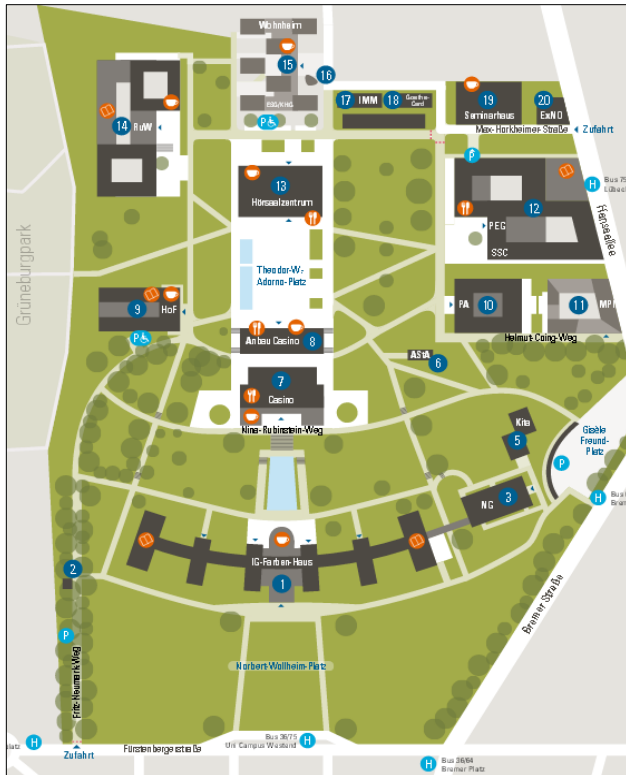 Wohnheim
15
16
ESG/KHG
P
17 IMM 18 Goethe-
Card
19
Seminarhaus
20
ExNO
Max-Horkheimer-Straße
Zufahrt
14 RuW
P
Bus 75
H
13
Hörsaalzentrum
12
PEG
SSC
Hansaallee
Grüneburgpark
Theodor-W.-
Adorno-Platz
9 HoF
P
PA 10
11
Helmut-Coing-Weg
Anbau Casino 8
AStA
6
7
Casino
Nina-Rubinstein-Weg
Kita
5
Gisèle
Freund-
Platz
P
3
NG
H
IG-Farben-Haus
1
2
P
Fritz-Neumark-Weg
Bremer Straße
Norbert-Wollheim-Platz
H
Zufahrt
Fürstenbergerstraße
Bus 36/75
Uni Campus Westend
H
H
Bus 36/64
Bremer Platz